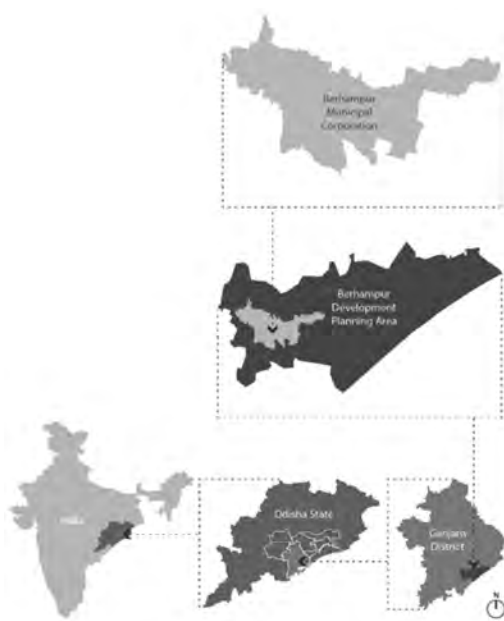 Berhampur
Municipal
Corporation
Berhampur
Development
Planning Area
India
Odisha State
Ganjam
District
N